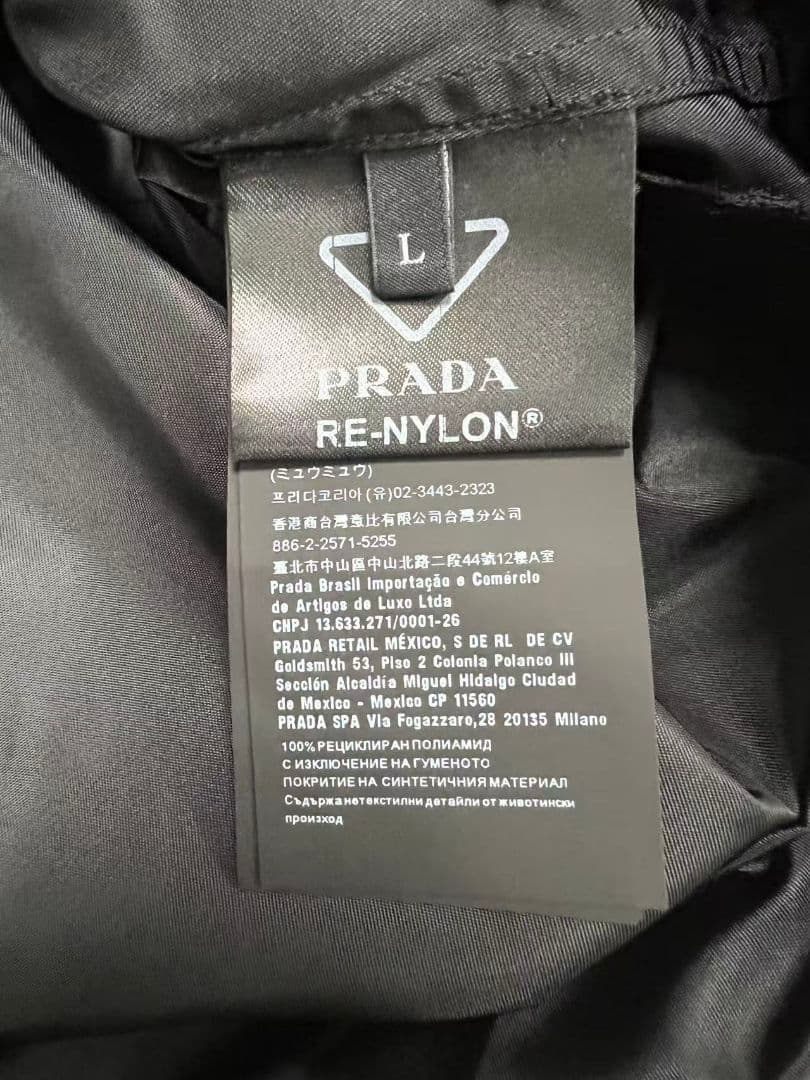 L
PRADA
RE-NYLON®
(ミュウミュウ)
프리다코리아 (유)02-3443-2323
香港商台灣薏比有限公司台灣分公司
886-2-2571-5255
臺北市中山區中山北路二段44號12樓A室
Prada Brasil Importação e Comércio
de Artigos de Luxo Ltda
CNPJ 13.633.271/0001-26
PRADA RETAIL MÉXICO, S DE RL DE CV
Goldsmith 53, Piso 2 Colonia Polanco III
Sección Alcaldía Miguel Hidalgo Ciudad
de Mexico - Mexico CP 11560
PRADA SPA Via Fogazzaro,28 20135 Milano
100% РЕЦИКЛИРАН ПОЛИАМИД
С ИЗКЛЮЧЕНИЕ НА ГУМЕНОТО
ПОКРИТИЕ НА СИНТЕТИЧНИЯ МАТЕРИАЛ
Съдържа нетекстилни детайли от животински
произход